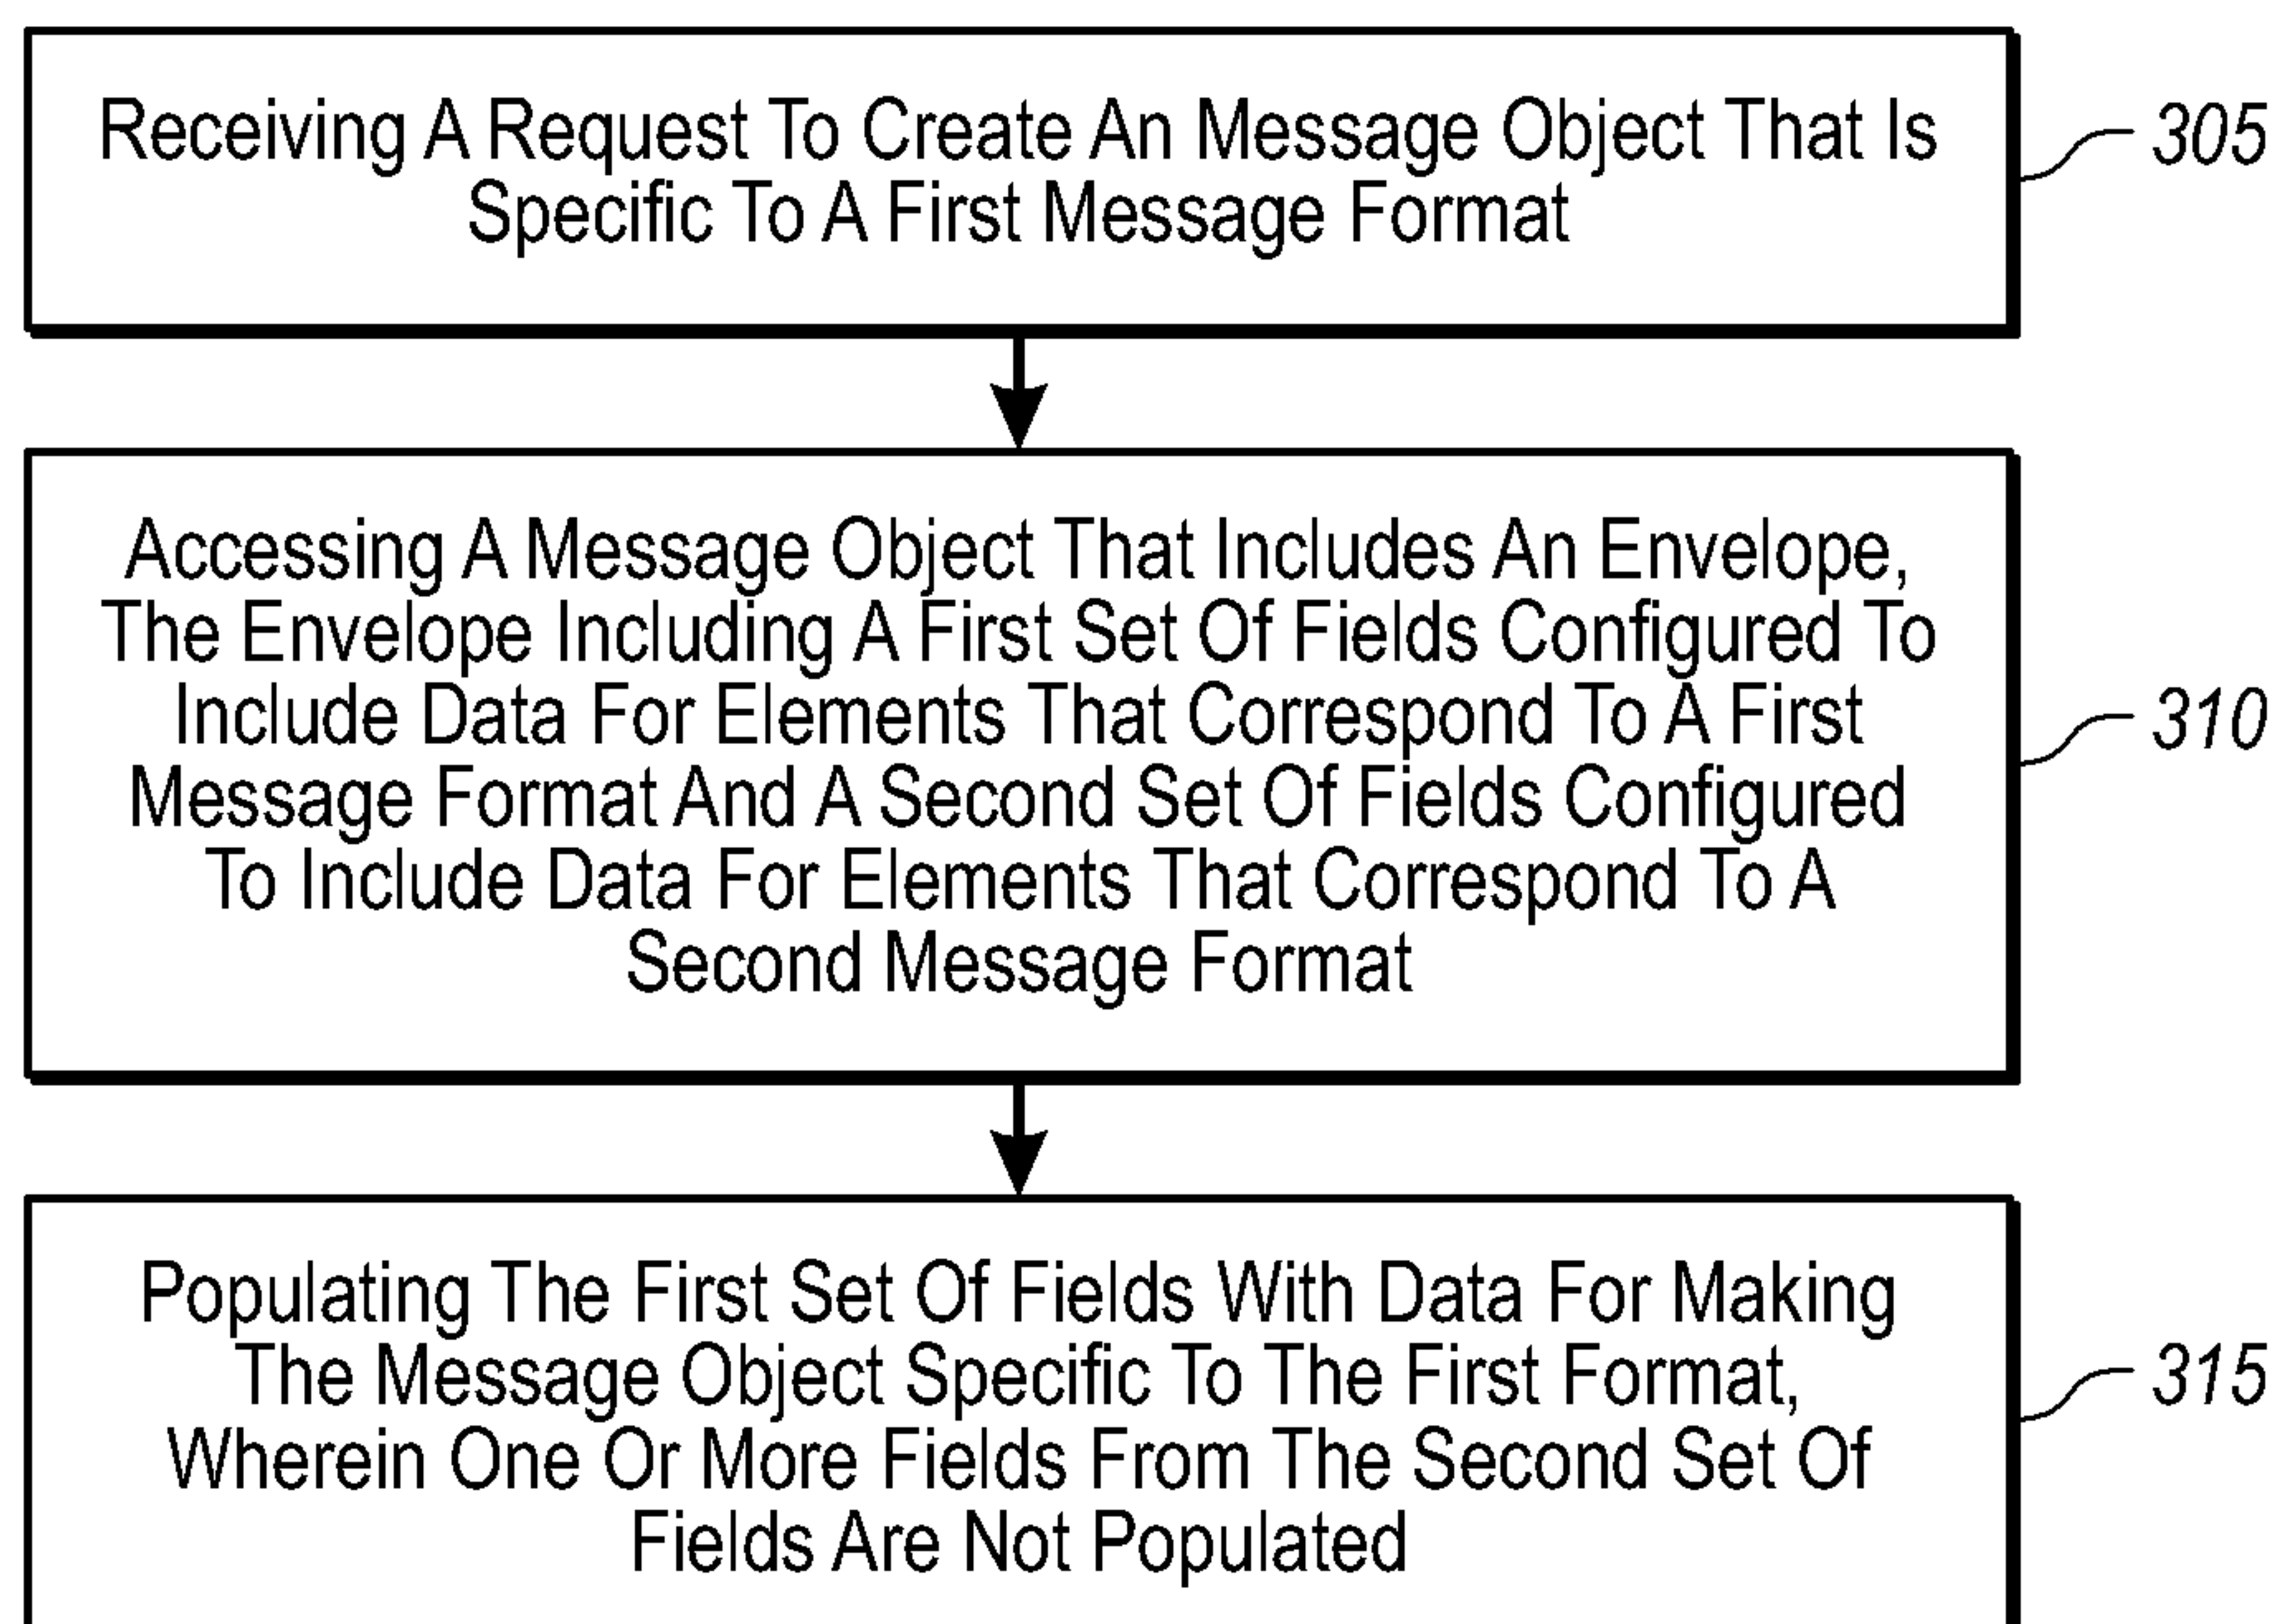 Receiving A Request To Create An Message Object That Is
Specific To A First Message Format
305
Accessing A Message Object That Includes An Envelope,
The Envelope Including A First Set Of Fields Configured To
Include Data For Elements That Correspond To A First
Message Format And A Second Set Of Fields Configured
To Include Data For Elements That Correspond To A
Second Message Format
310
Populating The First Set Of Fields With Data For Making
The Message Object Specific To The First Format,
Wherein One Or More Fields From The Second Set Of
Fields Are Not Populated
315